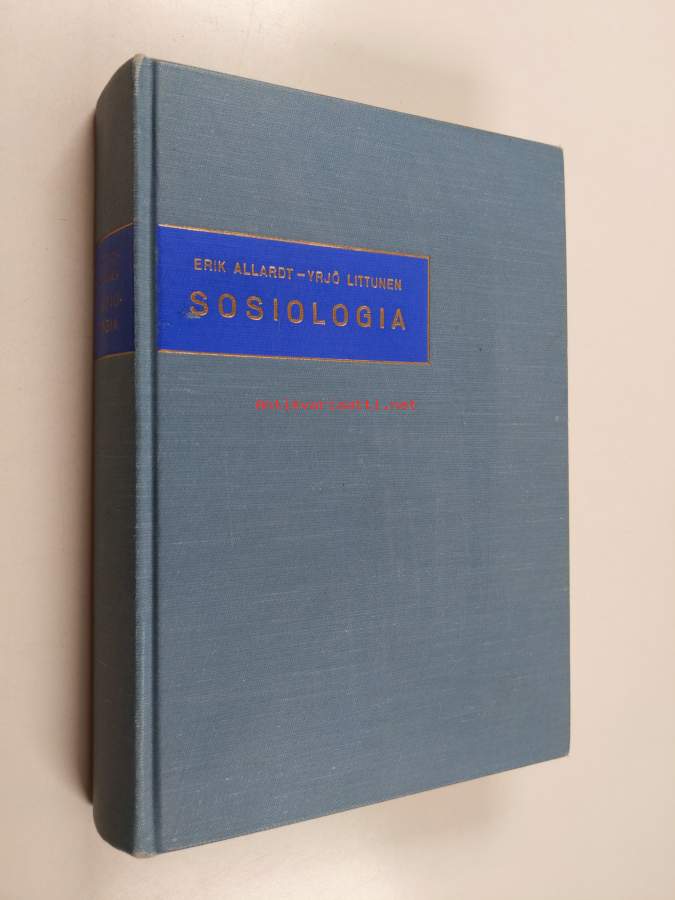 ERIK ALLARDT – YRJÖ LITTUNEN
SOSIOLOGIA
antikvariaatti.net